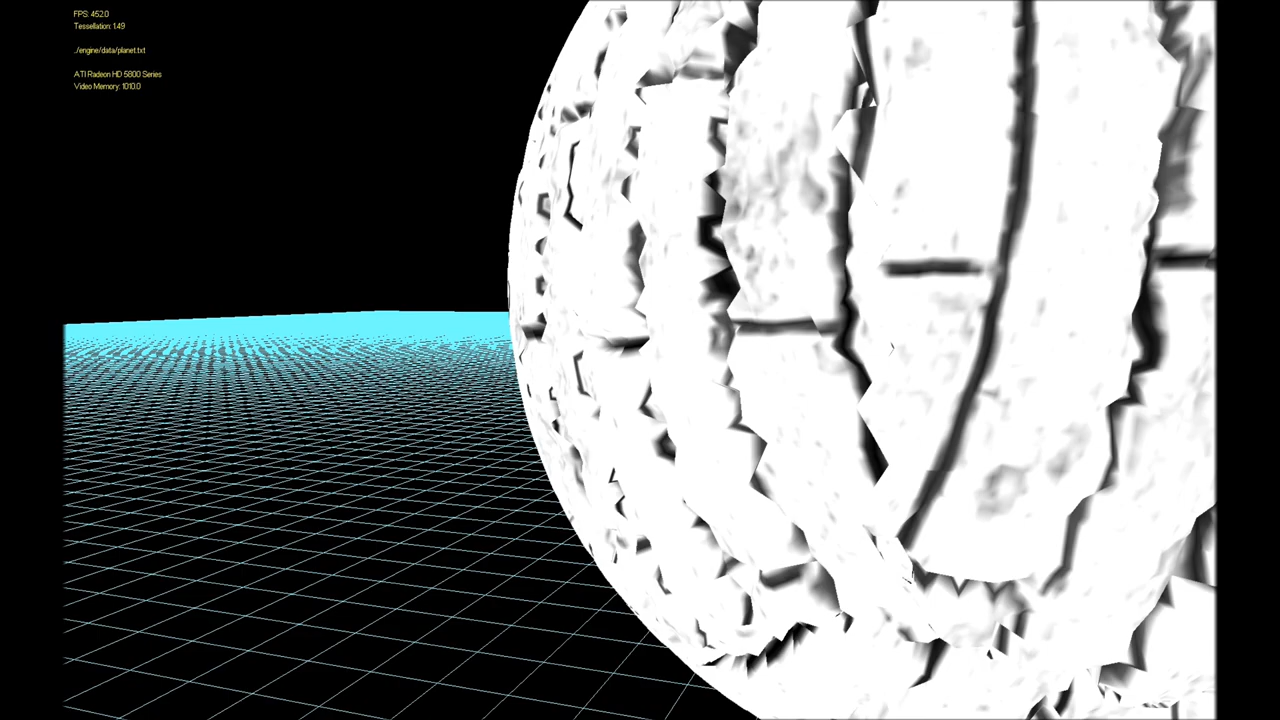 FPS: 452.0
Tessellation: 149
../engine/data/planet.txt
ATI Radeon HD 5800 Series
Video Memory: 1010.0